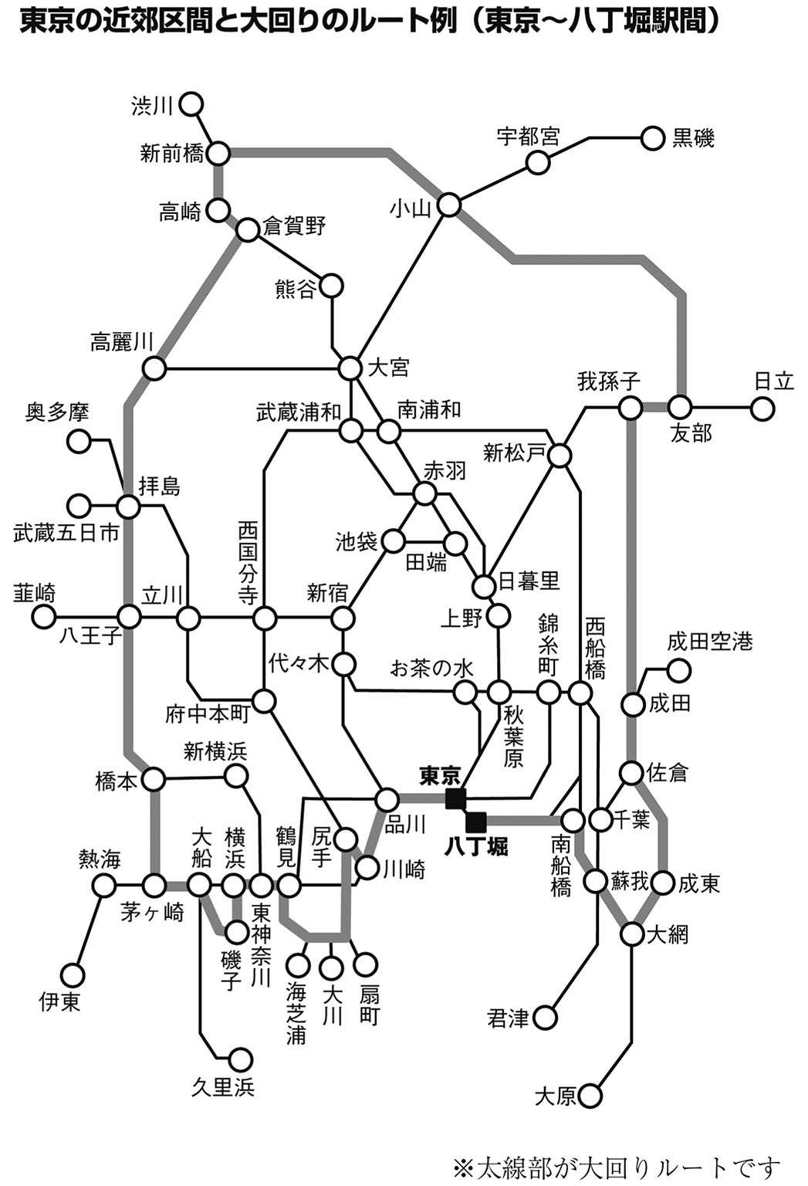 東京の近郊区間と大回りのルート例（東京～八丁堀駅間）
渋川
宇都宮
黒磯
新前橋
小山
高崎
倉賀野
熊谷
高麗川
大宮
我孫子
日立
奥多摩
武蔵浦和
南浦和
友部
新松戸
赤羽
拝島
武蔵五日市
西国分寺
池袋
田端
日暮里
韮崎
立川
新宿
八王子
上野
錦糸町
西船橋
成田空港
代々木
お茶の水
成田
府中本町
秋葉原
新横浜
橋本
東京
佐倉
品川
八丁堀
千葉
大船
横浜
鶴見
尻手
川崎
南船橋
熱海
蘇我
成東
茅ヶ崎
東神奈川
磯子
大網
伊東
海芝浦
大川
扇町
君津
久里浜
大原
※太線部が大回りルートです